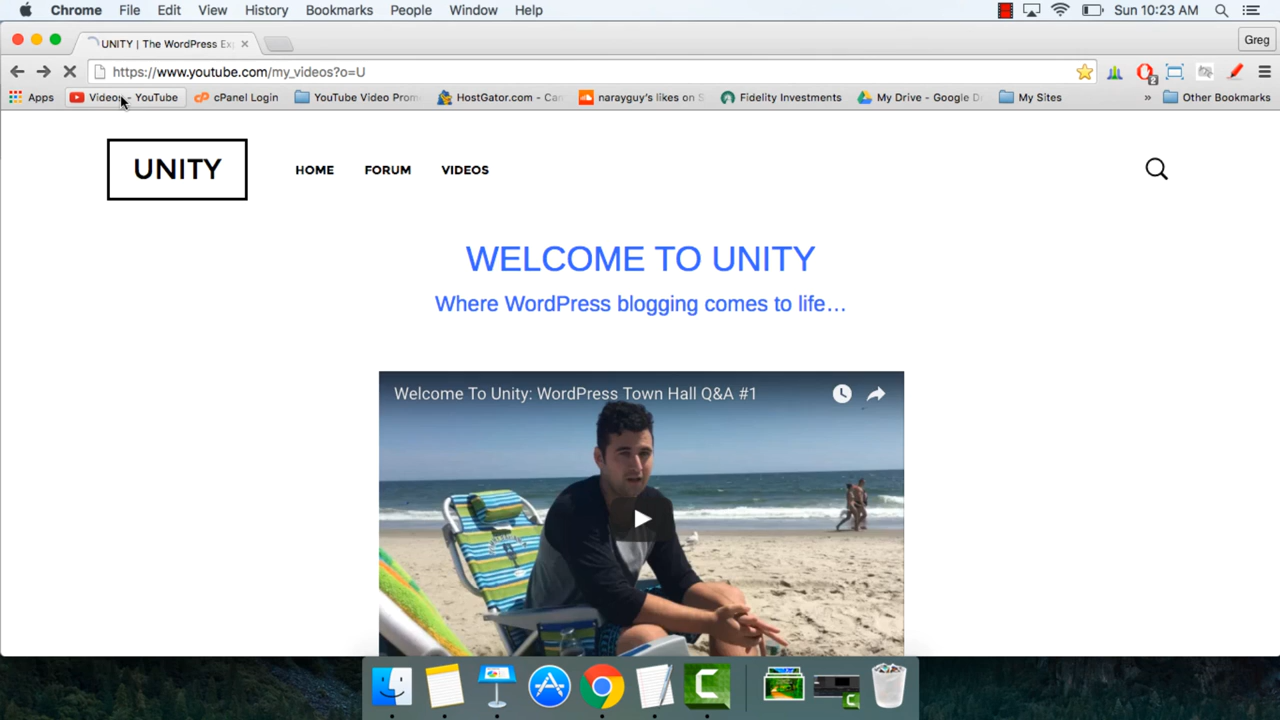 Chrome File Edit View History Bookmarks People Window Help Sun 10:23 AM
UNITY | The WordPress Ex Greg
https://www.youtube.com/my_videos?o=U 2
Apps Videos - YouTube cPanel Login YouTube Video Prom HostGator.com - Ca narayguy's likes on S Fidelity Investments My Drive - Google D My Sites » Other Bookmarks
UNITY HOME FORUM VIDEOS
WELCOME TO UNITY
Where WordPress blogging comes to life…
Welcome To Unity: WordPress Town Hall Q&A #1